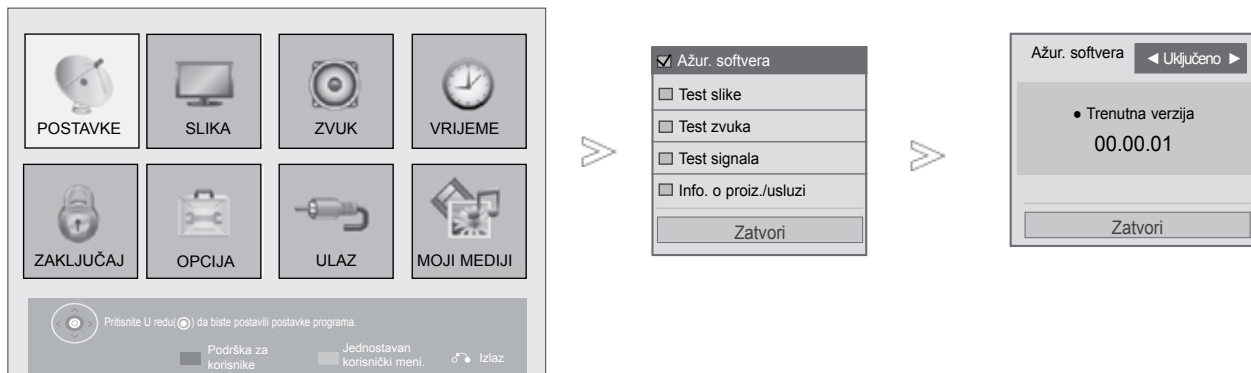 POSTAVKE SLIKA ZVUK VRIJEME
ZAKLJUČAJ OPCIJA ULAZ MOJI MEDIJI
Pritisnite U redu(◉) da biste postavili postavke programa.
Podrška za korisnike
Jednostavan korisnički meni.
Izlaz
Ažur. softvera
Test slike
Test zvuka
Test signala
Info. o proiz./usluzi
Zatvori
Ažur. softvera ◄ Uključeno ►
● Trenutna verzija
00.00.01
Zatvori